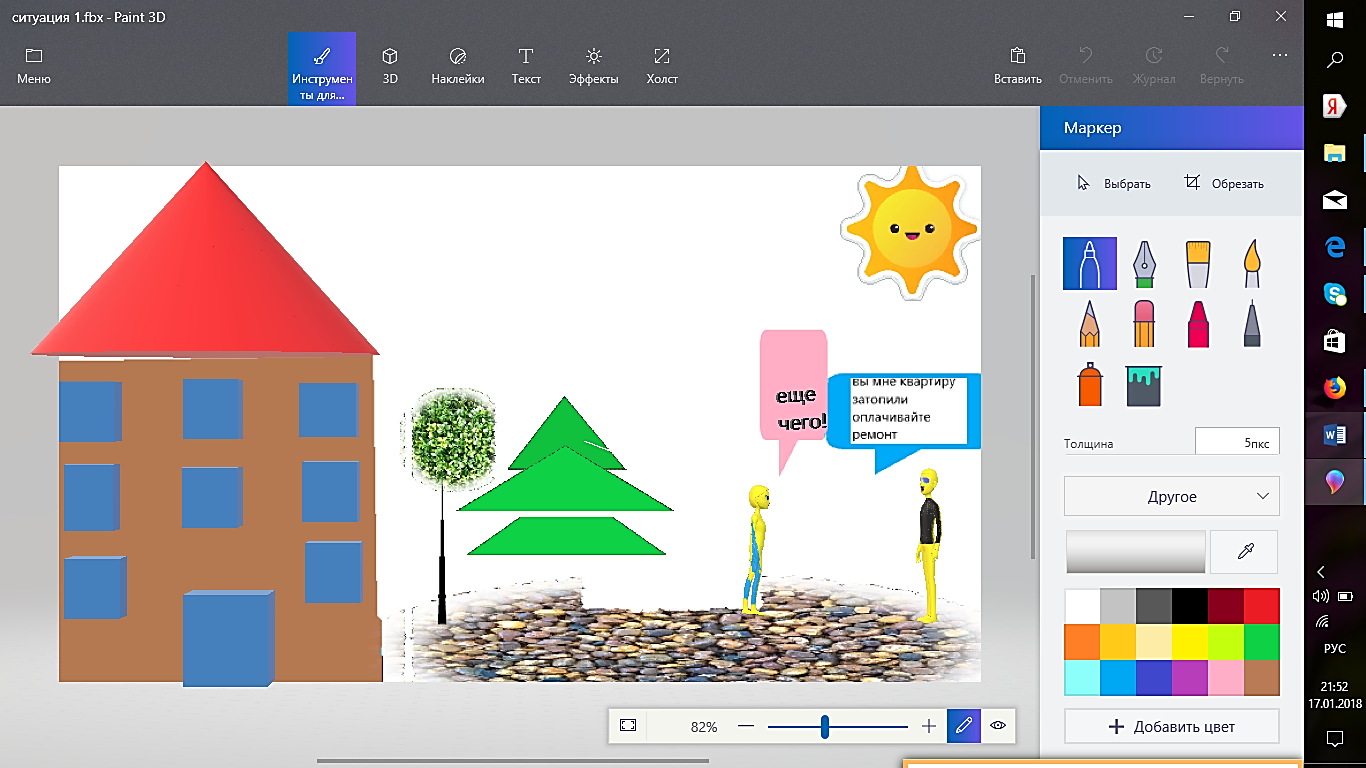 ситуация 1.fbx - Paint 3D
Меню
Инструмен
ты для...
3D
Наклейки
Текст
Эффекты
Холст
Вставить
Отменить
Журнал
Вернуть
Маркер
Выбрать
Обрезать
Толщина
5пкс
Другое
Добавить цвет
еще
чего!
вы мне квартиру
затопили
оплачивайте
ремонт
82%
РУС
21:52
17.01.2018